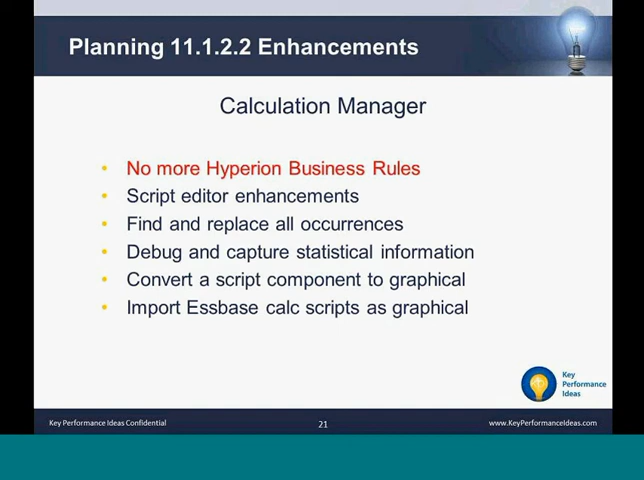 Planning 11.1.2.2 Enhancements
Calculation Manager
• No more Hyperion Business Rules
• Script editor enhancements
• Find and replace all occurrences
• Debug and capture statistical information
• Convert a script component to graphical
• Import Essbase calc scripts as graphical
Key
Performance
Ideas
Key Performance Ideas Confidential
21
www.KeyPerformanceIdeas.com